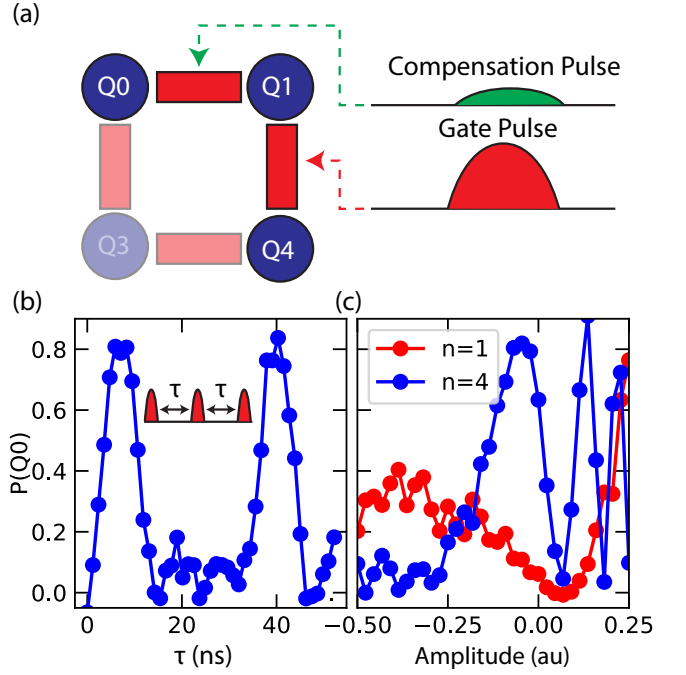 (a)
Q0
Q1
Q3
Q4
Compensation Pulse
Gate Pulse
(b)
(c)
P(Q0)
0.8
0.6
0.4
0.2
0.0
τ
τ
n=1
n=4
0
20
40
−0.50
−0.25
0.00
0.25
τ (ns)
Amplitude (au)